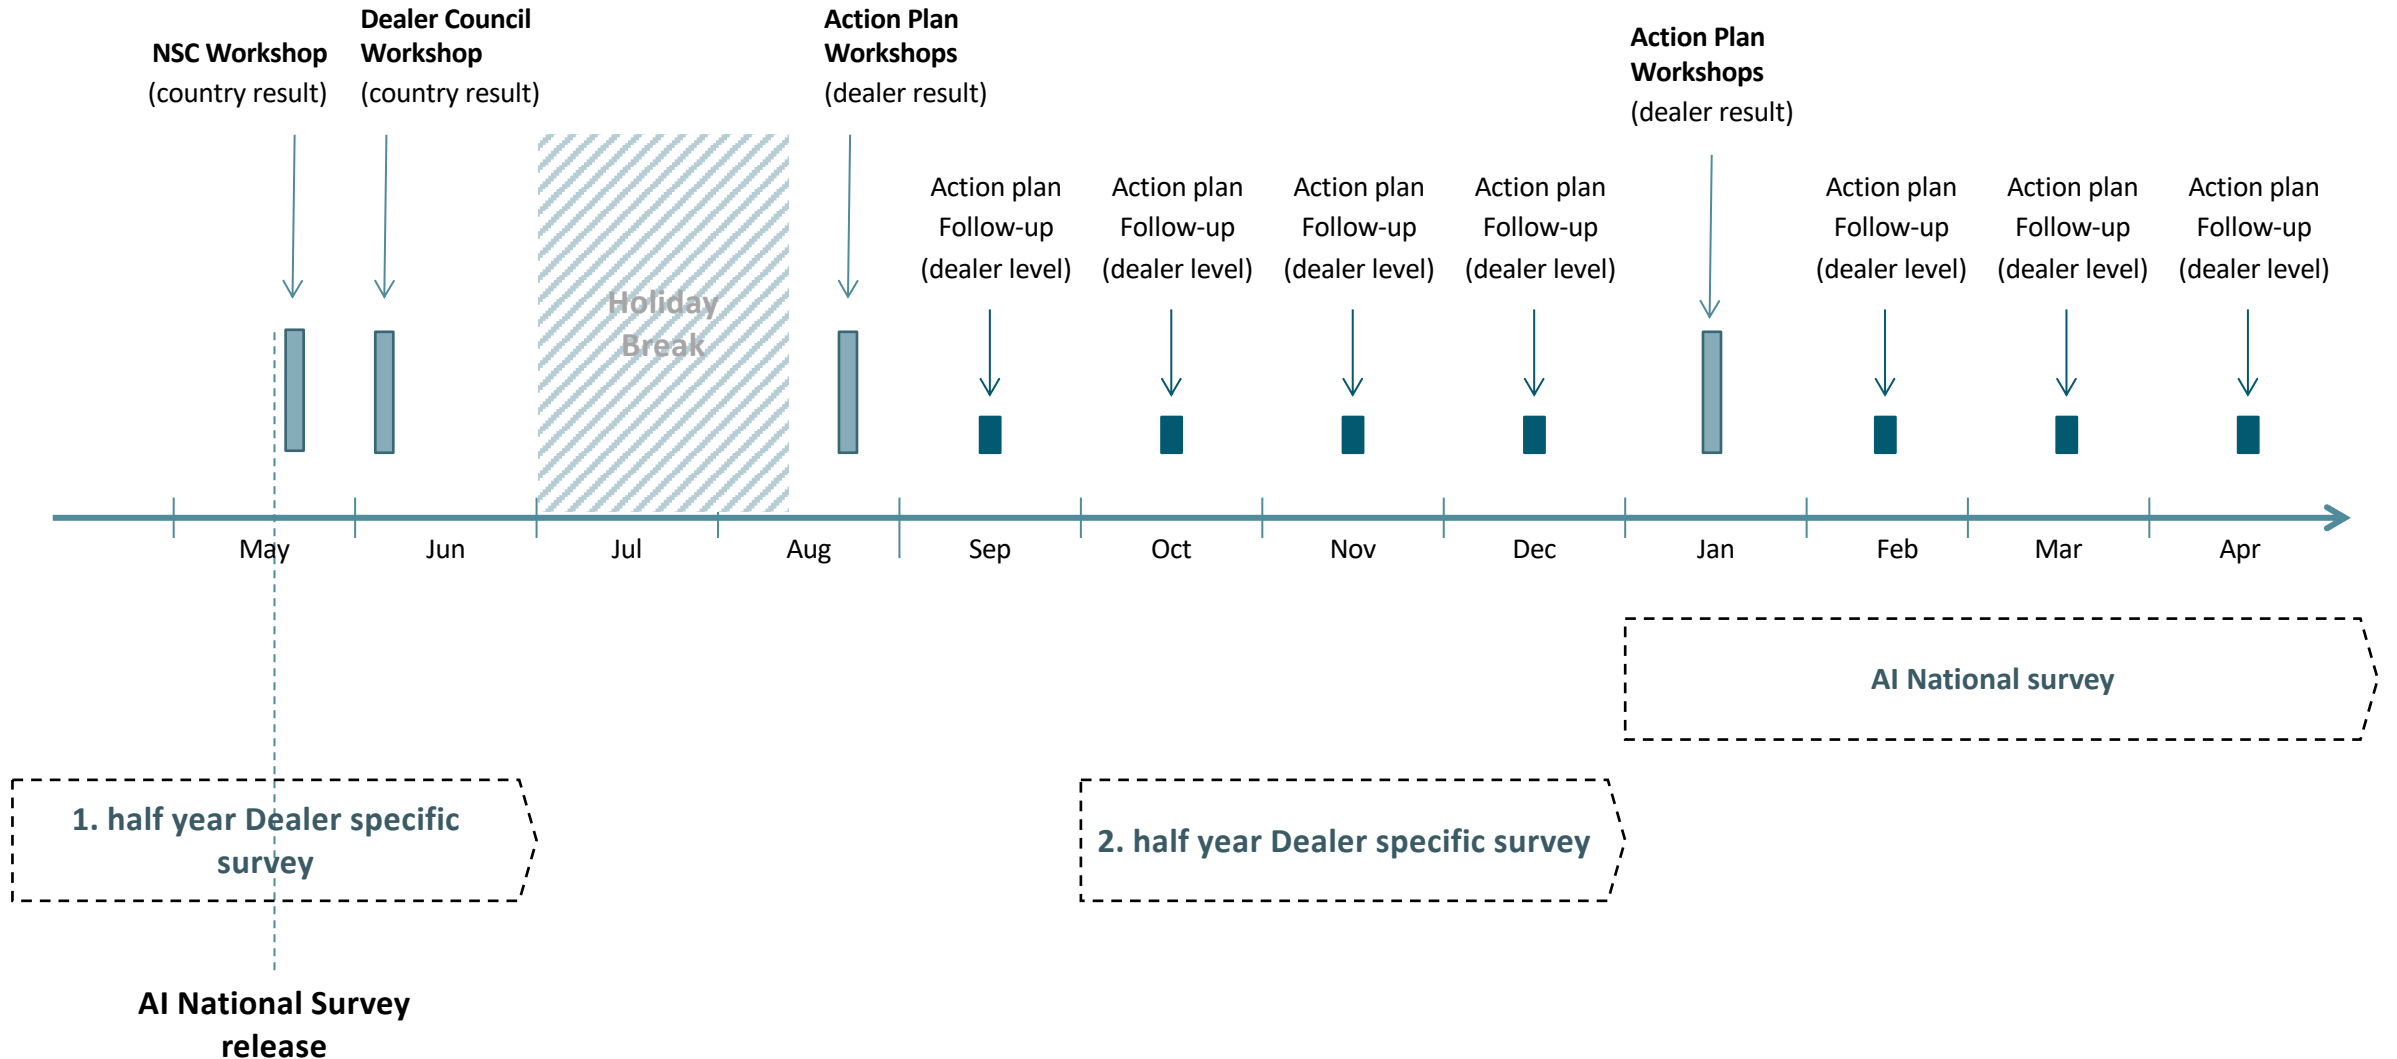 NSC Workshop
(country result)
Dealer Council
Workshop
(country result)
Action Plan
Workshops
(dealer result)
Action Plan
Workshops
(dealer result)
Action plan
Follow-up
(dealer level)
Action plan
Follow-up
(dealer level)
Action plan
Follow-up
(dealer level)
Action plan
Follow-up
(dealer level)
Action plan
Follow-up
(dealer level)
Action plan
Follow-up
(dealer level)
Action plan
Follow-up
(dealer level)
Holiday
Break
May Jun Jul Aug Sep Oct Nov Dec Jan Feb Mar Apr
AI National survey
1. half year Dealer specific
survey
2. half year Dealer specific survey
AI National Survey
release